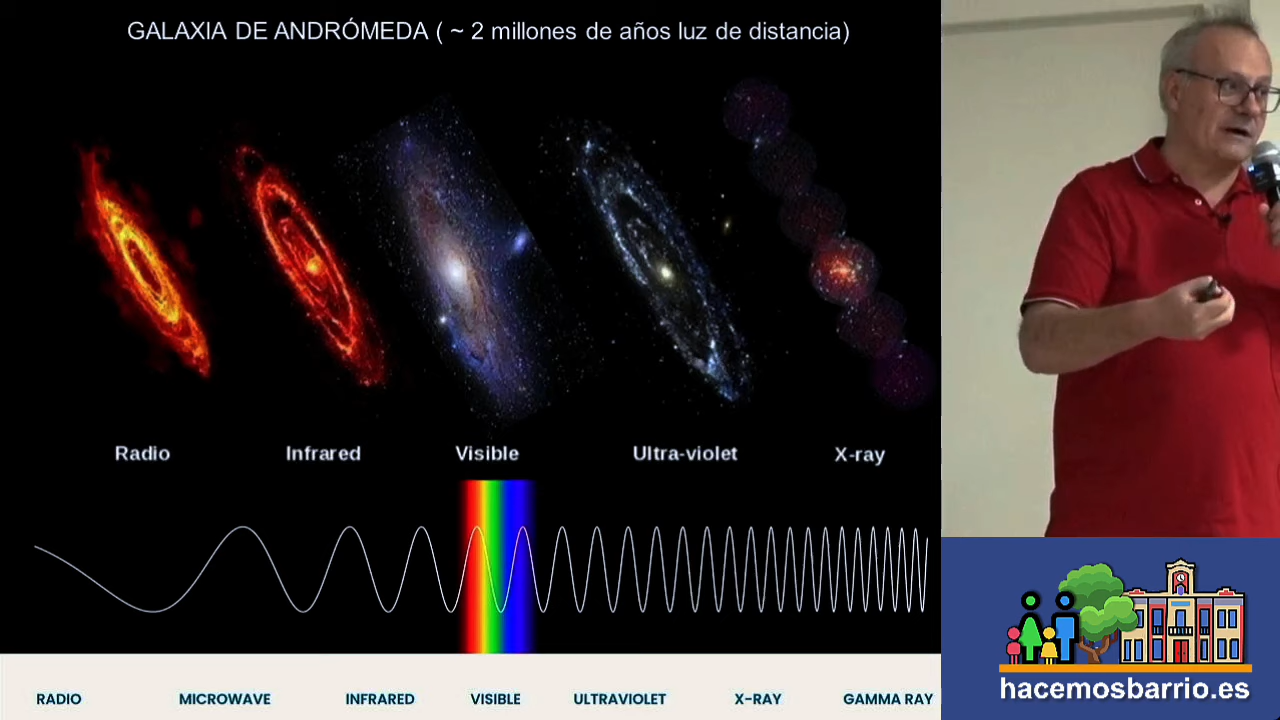 GALAXIA DE ANDRÓMEDA ( ~ 2 millones de años luz de distancia)
Radio Infrared Visible Ultra-violet X-ray
RADIO MICROWAVE INFRARED VISIBLE ULTRAVIOLET X-RAY GAMMA RAY
hacemosbarrio.es